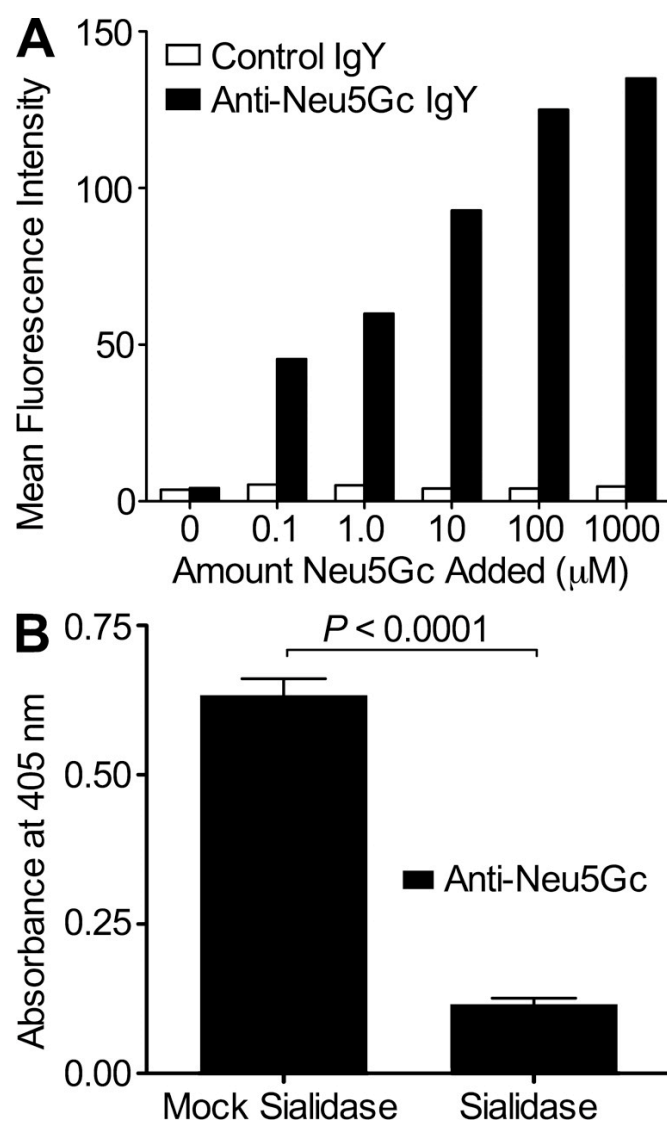 A
150
Control IgY
Anti-Neu5Gc IgY
100
50
0
Mean Fluorescence Intensity
0 0.1 1.0 10 100 1000
Amount Neu5Gc Added (μM)
B
0.75
P < 0.0001
0.50
Anti-Neu5Gc
0.25
0.00
Absorbance at 405 nm
Mock Sialidase Sialidase